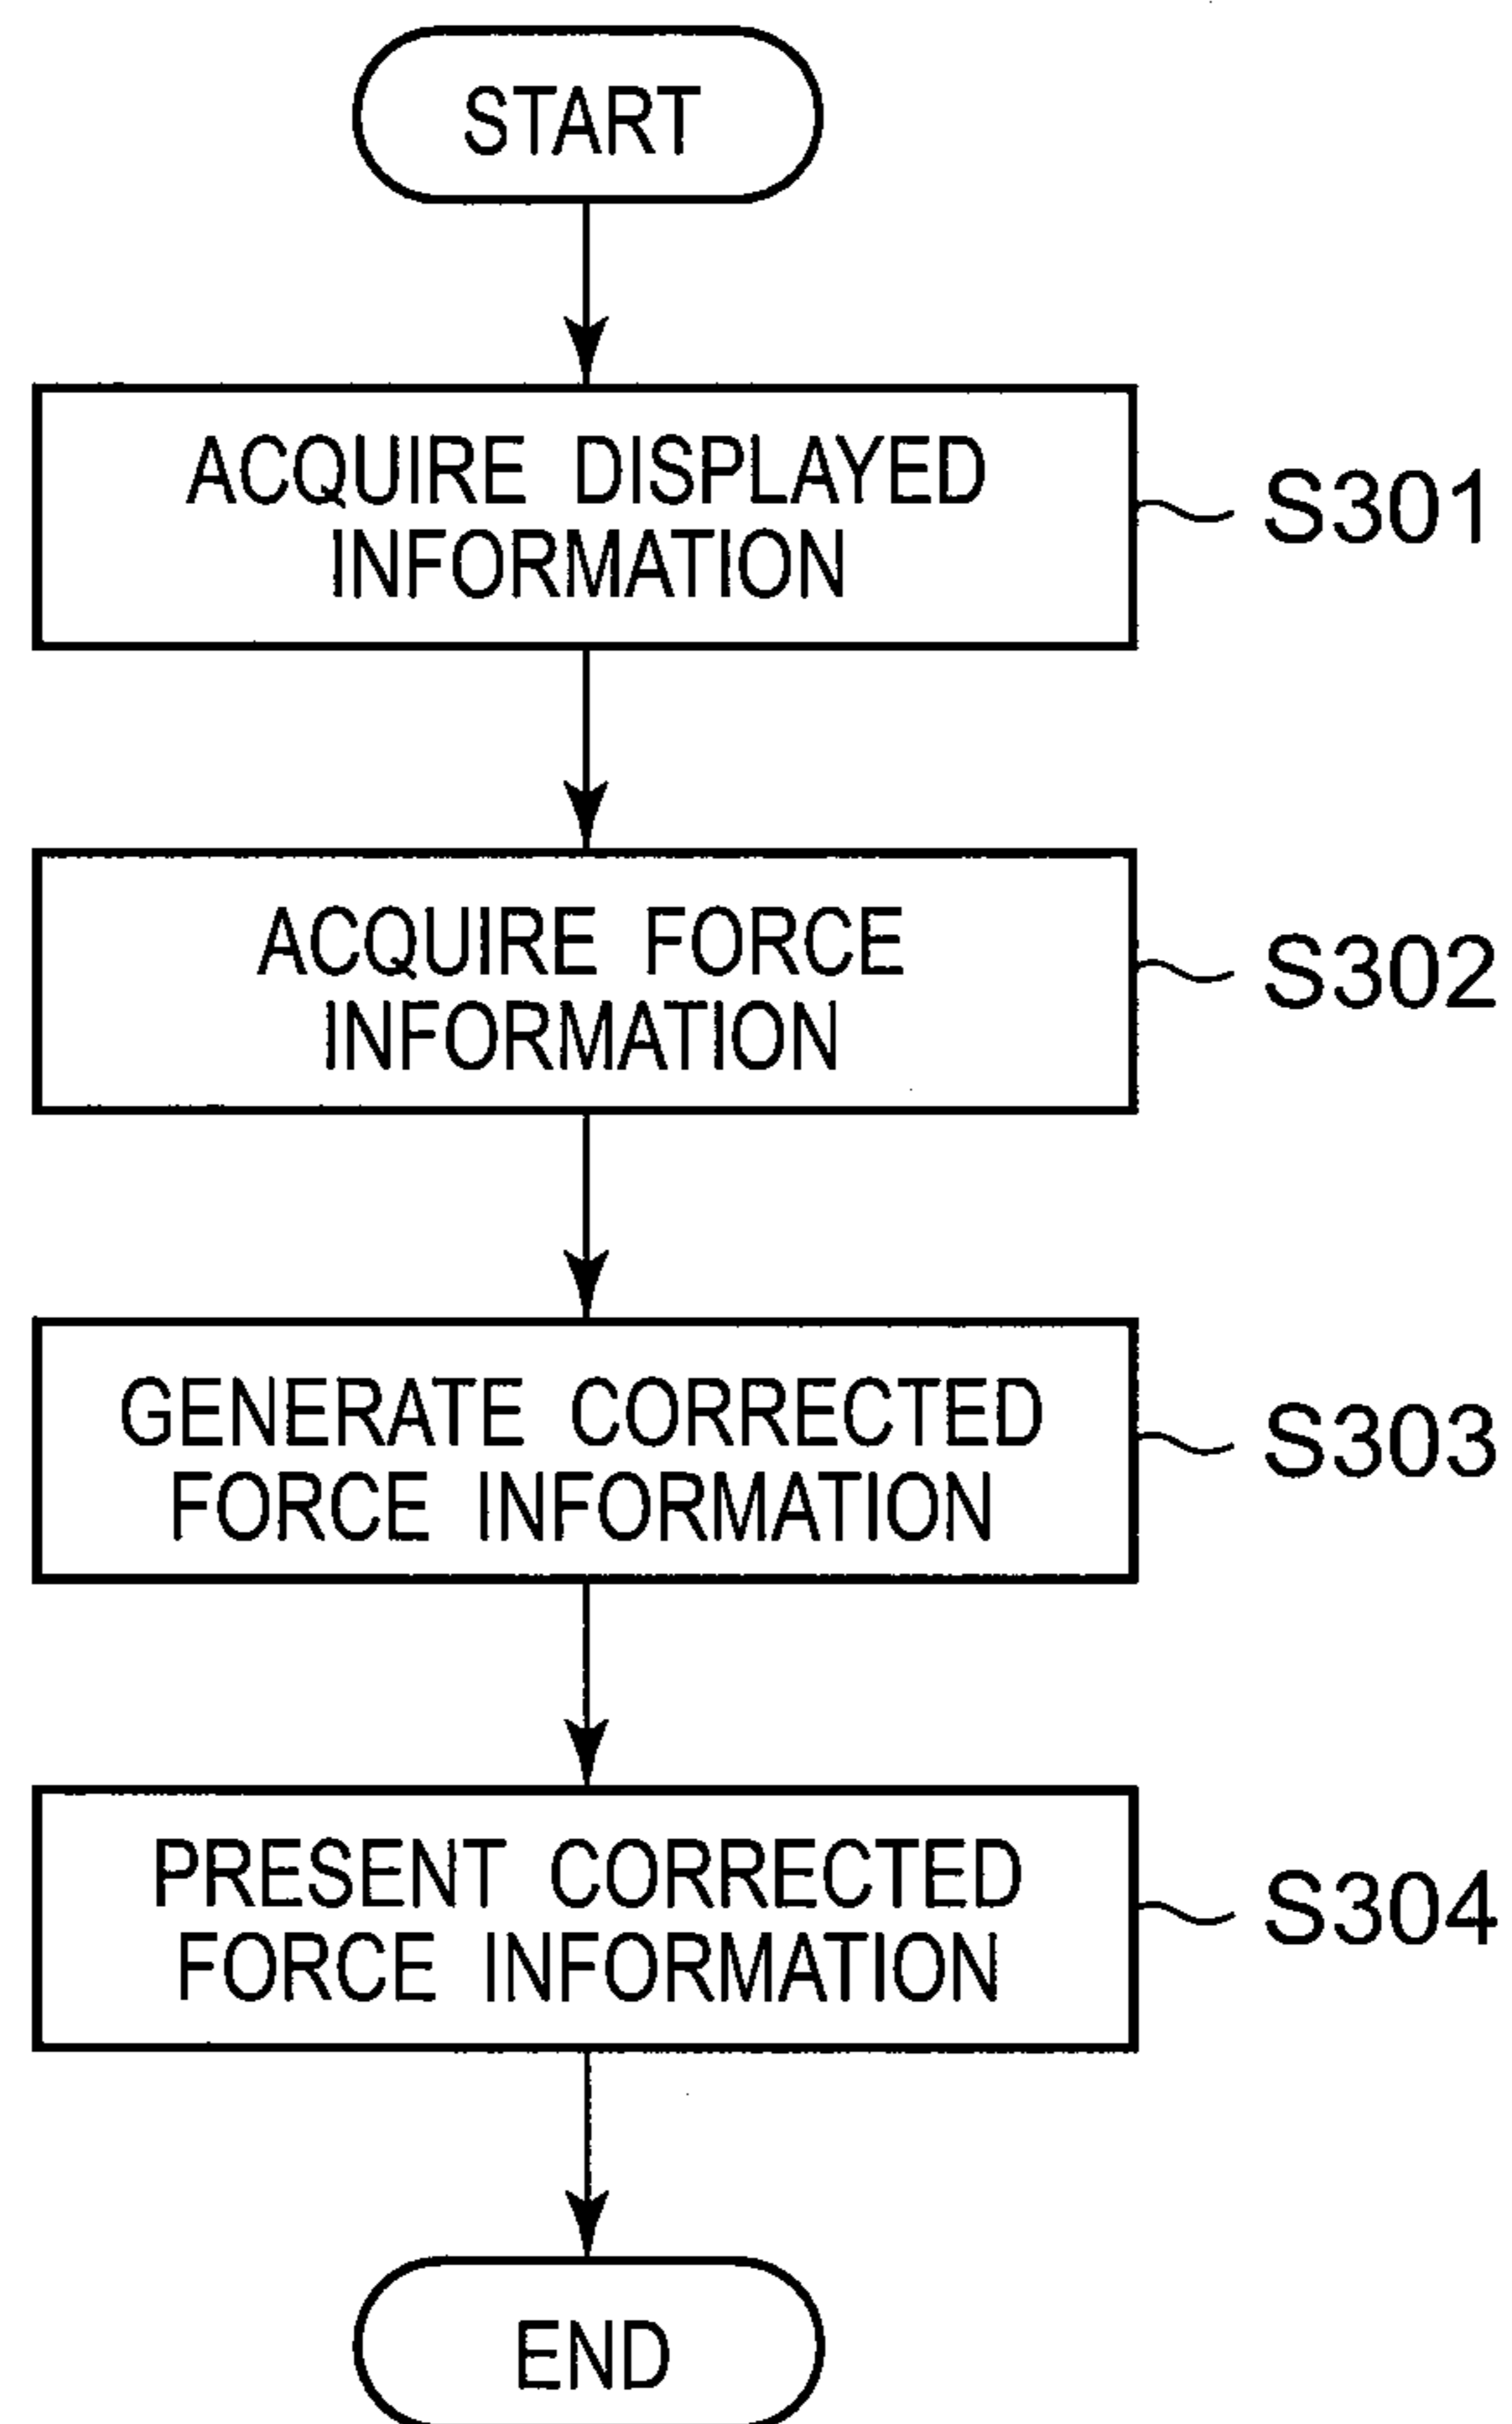 START
ACQUIRE DISPLAYED
INFORMATION
S301
ACQUIRE FORCE
INFORMATION
S302
GENERATE CORRECTED
FORCE INFORMATION
S303
PRESENT CORRECTED
FORCE INFORMATION
S304
END